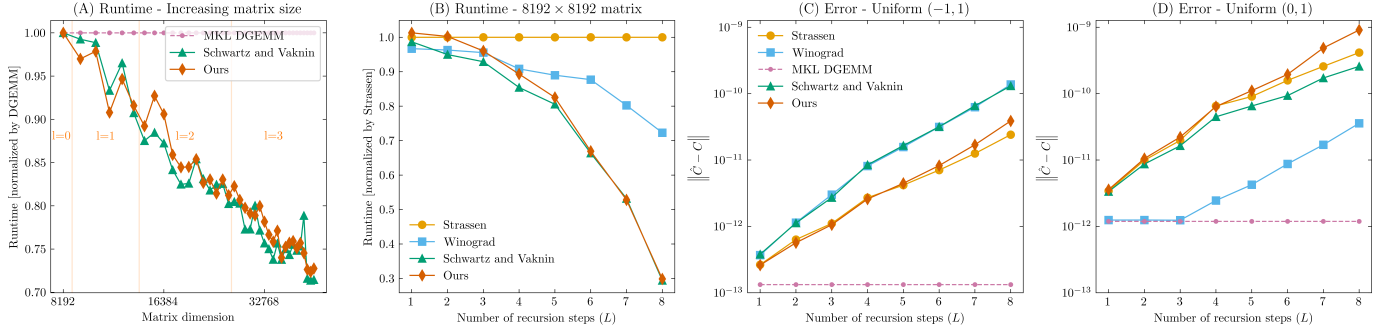 (A) Runtime - Increasing matrix size
1.00
0.95
0.90
0.85
0.80
0.75
0.70
Runtime [normalized by DGEMM]
MKL DGEMM
Schwartz and Vaknin
Ours
l=0
l=1
l=2
l=3
8192
16384
32768
Matrix dimension
(B) Runtime - 8192 × 8192 matrix
1.0
0.9
0.8
0.7
0.6
0.5
0.4
0.3
Runtime [normalized by Strassen]
Strassen
Winograd
Schwartz and Vaknin
Ours
1 2 3 4 5 6 7 8
Number of recursion steps (L)
(C) Error - Uniform (−1, 1)
10⁻⁹
10⁻¹⁰
10⁻¹¹
10⁻¹²
10⁻¹³
‖Ĉ − C‖
Strassen
Winograd
MKL DGEMM
Schwartz and Vaknin
Ours
1 2 3 4 5 6 7 8
Number of recursion steps (L)
(D) Error - Uniform (0, 1)
10⁻⁹
10⁻¹⁰
10⁻¹¹
10⁻¹²
10⁻¹³
‖Ĉ − C‖
1 2 3 4 5 6 7 8
Number of recursion steps (L)